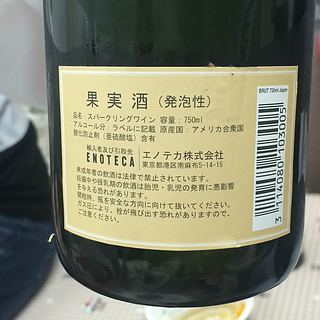 果実酒（発泡性）
品名：スパークリングワイン 容量：750ml
アルコール分：ラベルに記載 原産国：アメリカ合衆国
酸化防止剤（亜硫酸塩）含有
輸入者及び引取先
ENOTECA エノテカ株式会社
東京都港区南麻布5-14-15
未成年者の飲酒は法律で禁止されています。
妊娠中や授乳期の飲酒は胎児・乳児の発育に悪影響
を与える恐れがあります。
開栓時、瓶を安全な方向に向けて抜いてください。
ガス圧により、栓が飛び出す恐れがありますので、
ご注意ください。
BRUT 750ml Japan
3 114080 103005